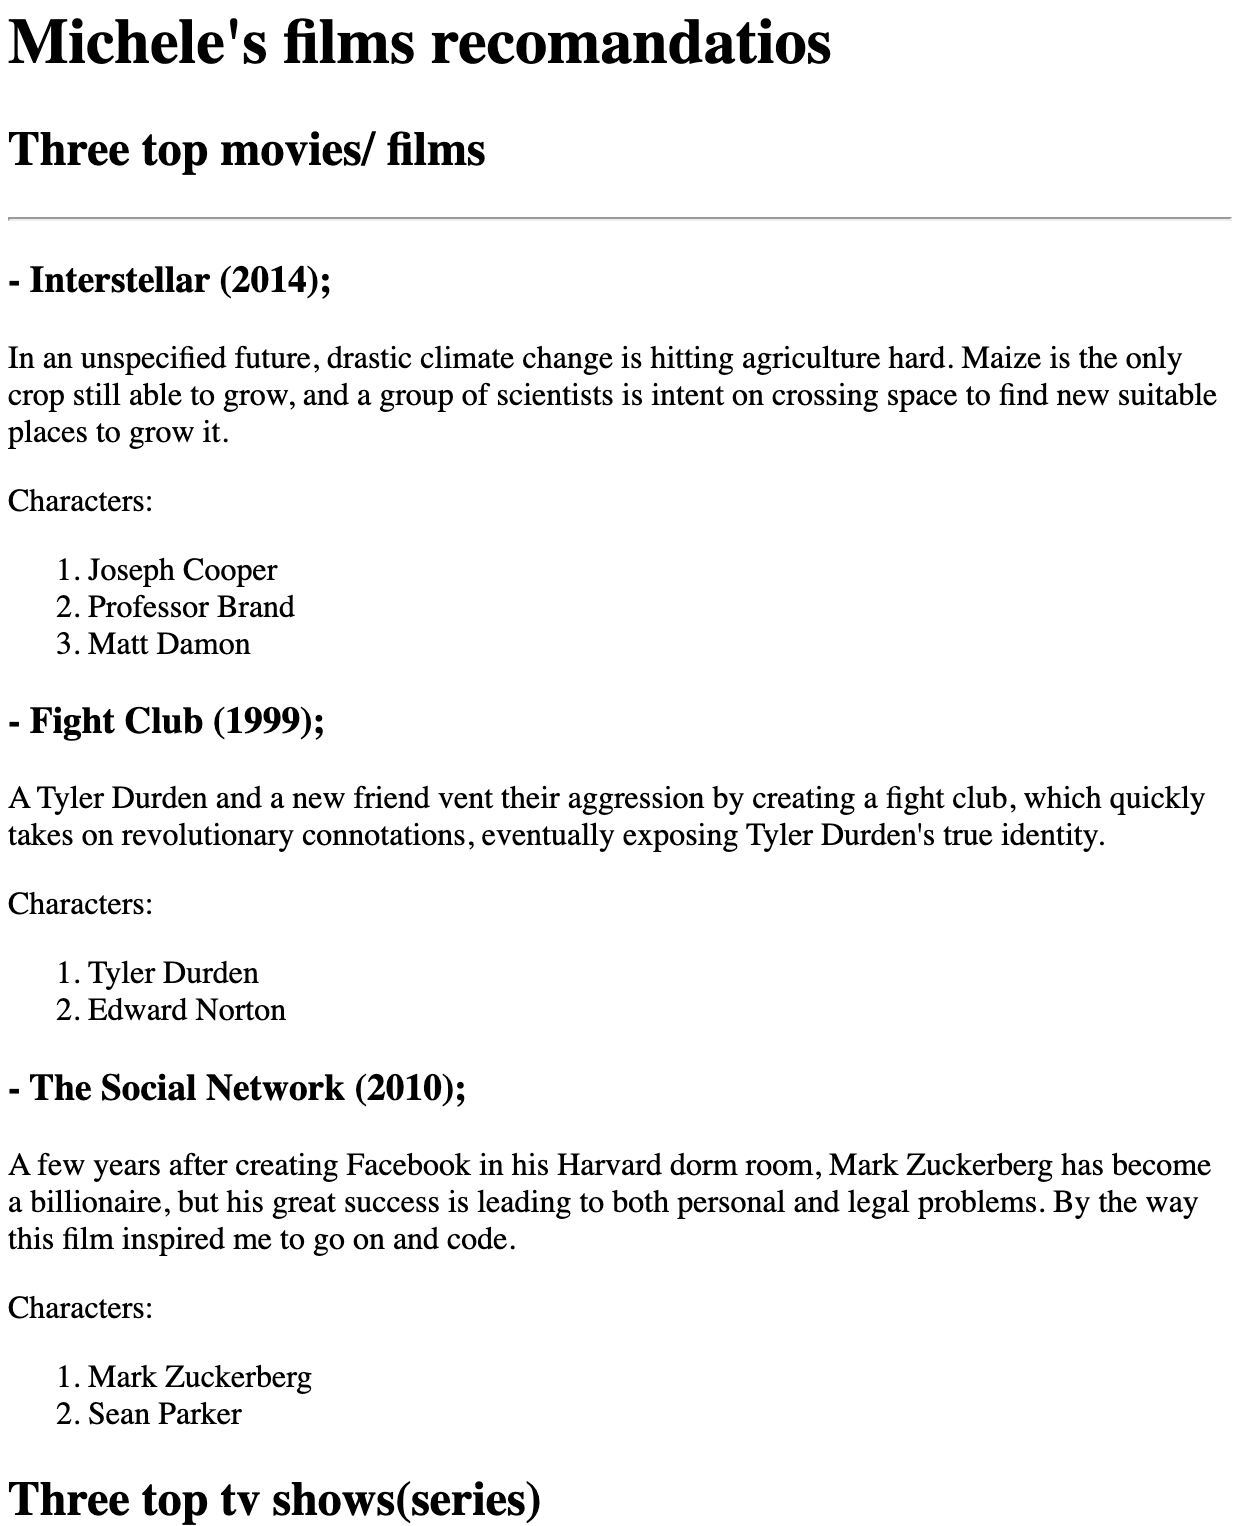 Michele's films recomandatios
Three top movies/ films
- Interstellar (2014);
In an unspecified future, drastic climate change is hitting agriculture hard. Maize is the only
crop still able to grow, and a group of scientists is intent on crossing space to find new suitable
places to grow it.
Characters:
1. Joseph Cooper
2. Professor Brand
3. Matt Damon
- Fight Club (1999);
A Tyler Durden and a new friend vent their aggression by creating a fight club, which quickly
takes on revolutionary connotations, eventually exposing Tyler Durden's true identity.
Characters:
1. Tyler Durden
2. Edward Norton
- The Social Network (2010);
A few years after creating Facebook in his Harvard dorm room, Mark Zuckerberg has become
a billionaire, but his great success is leading to both personal and legal problems. By the way
this film inspired me to go on and code.
Characters:
1. Mark Zuckerberg
2. Sean Parker
Three top tv shows(series)